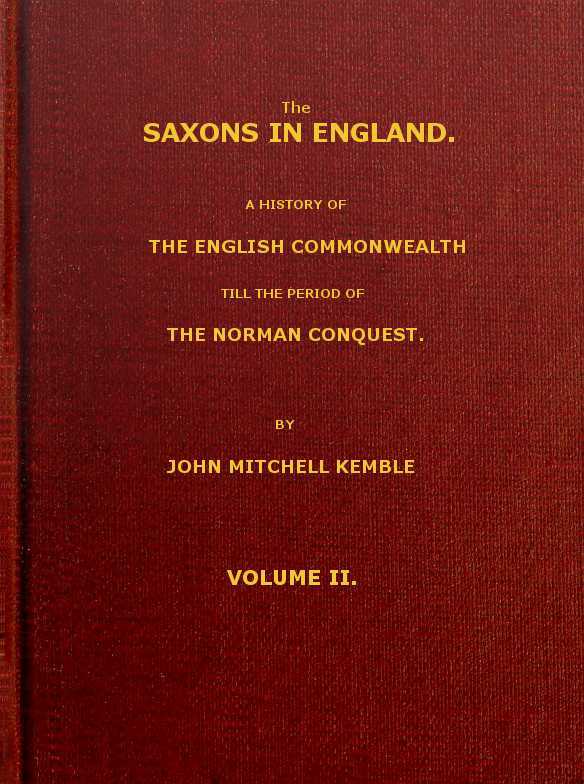 The
SAXONS IN ENGLAND.
A HISTORY OF
THE ENGLISH COMMONWEALTH
TILL THE PERIOD OF
THE NORMAN CONQUEST.
BY
JOHN MITCHELL KEMBLE
VOLUME II.